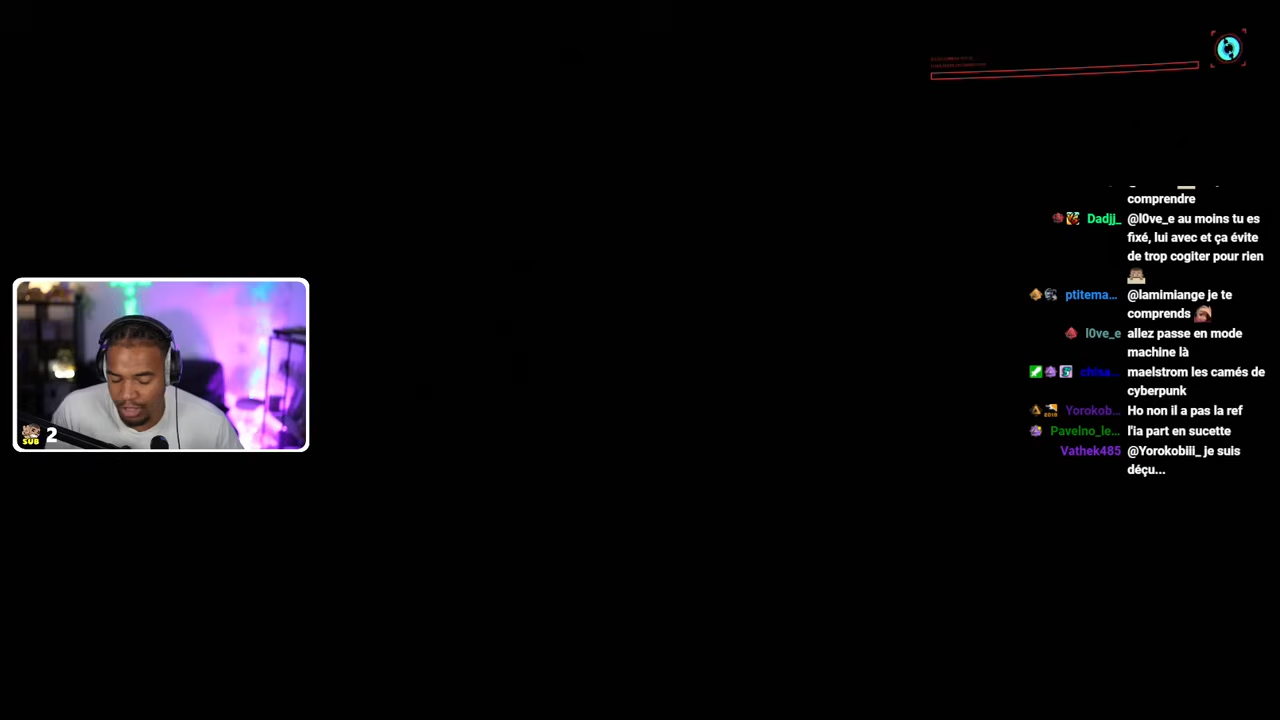 comprendre
Dadjj_ @l0ve_e au moins tu es
fixé, lui avec et ça évite
de trop cogiter pour rien
ptitema... @lamimiange je te
comprends
l0ve_e allez passe en mode
machine là
chisa... maelstrom les camés de
cyberpunk
Yorokob... Ho non il a pas la ref
Pavelno_le... l'ia part en sucette
Vathek485 @Yorokobiii_ je suis
déçu...
SUB 2